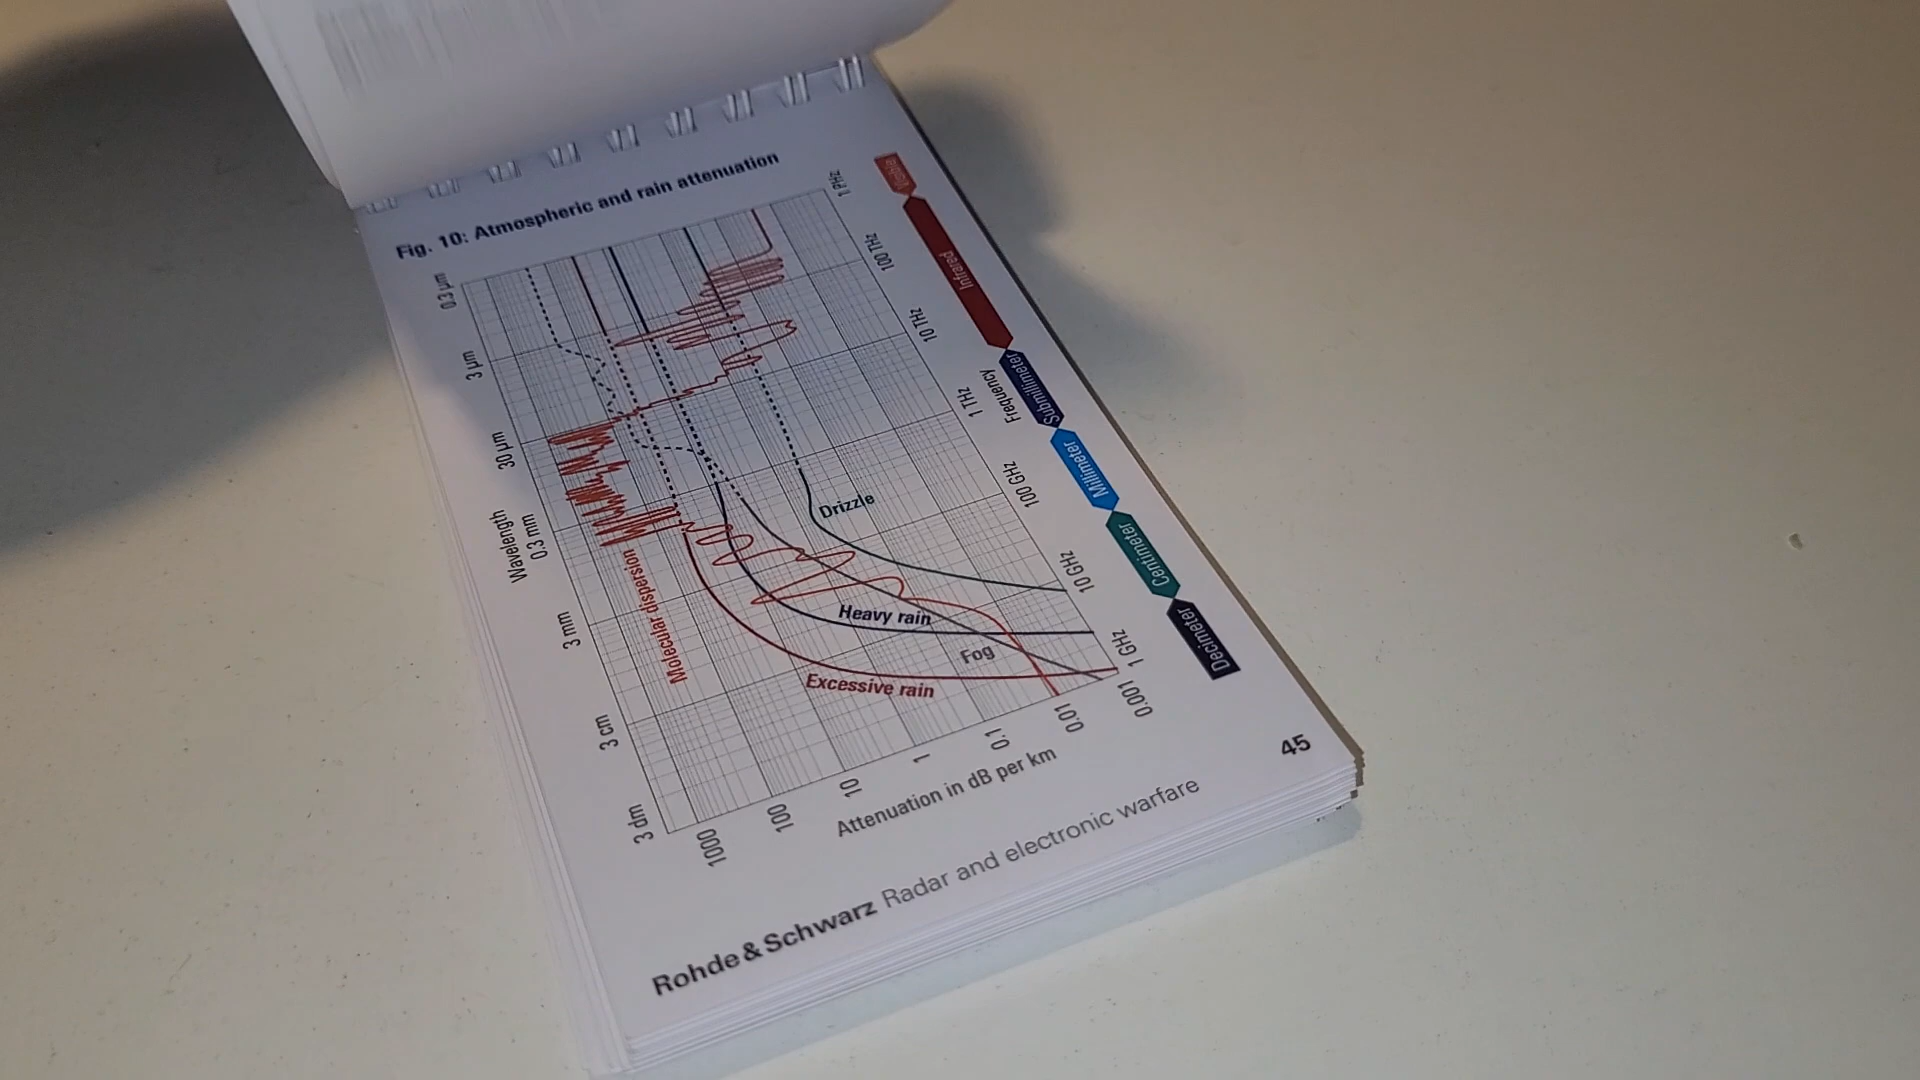 Fig. 10: Atmospheric and rain attenuation
0.3 µm
3 µm
30 µm
Wavelength
0.3 mm
3 mm
3 cm
3 dm
1 PHz
100 THz
10 THz
1 THz
Frequency
100 GHz
10 GHz
1 GHz
Visible
Infrared
Submillimeter
Millimeter
Centimeter
Decimeter
Drizzle
Heavy rain
Fog
Excessive rain
Molecular dispersion
1000
100
10
1
0.1
0.01
0.001
Attenuation in dB per km
Rohde & Schwarz Radar and electronic warfare
45